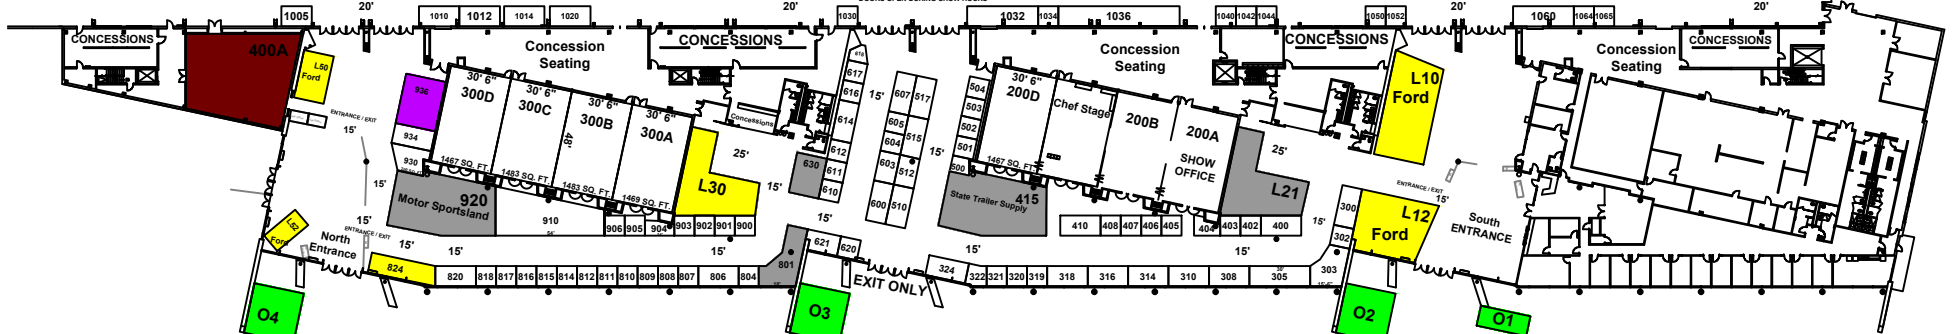 20'
20'
20'
20'
1005
1010
1012
1014
1020
1030
1032
1034
1036
1040
1042
1044
1050
1052
1060
1064
1065
CONCESSIONS
400A
L50
Ford
Concession
Seating
CONCESSIONS
Concession
Seating
CONCESSIONS
L10
Ford
Concession
Seating
CONCESSIONS
ENTRANCE / EXIT
15'
936
934
930
30' 6"
300D
30' 6"
300C
30' 6"
300B
30' 6"
300A
48'
1467 SQ. FT.
1483 SQ. FT.
1483 SQ. FT.
1469 SQ. FT.
Concessions
25'
618
617
616
614
612
611
610
630
15'
607
517
605
515
604
603
512
600
510
15'
504
503
502
501
500
30' 6"
200D
Chef Stage
200B
200A
SHOW
OFFICE
1467 SQ. FT.
25'
15'
920
Motor Sportsland
L30
15'
15'
State Trailer Supply
415
L21
15'
300
302
ENTRANCE / EXIT
L12
Ford
South
ENTRANCE
L52
Ford
North
Entrance
15'
ENTRANCE / EXIT
15'
15'
910
54'
906
905
904
903
902
901
900
15'
621
620
15'
410
408
407
406
405
404
403
402
400
15'
824
820
818
817
816
815
814
812
811
810
809
808
807
806
804
801
EXIT ONLY
324
322
321
320
319
318
316
314
310
308
305
303
O4
O3
O2
O1